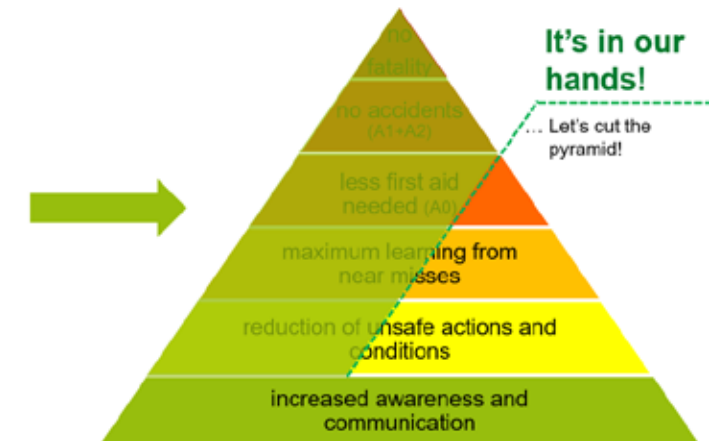 no
fatality
It's in our
hands!
no accidents
(A1+A2)
... Let's cut the
pyramid!
less first aid
needed (A0)
maximum learning from
near misses
reduction of unsafe actions and
conditions
increased awareness and
communication